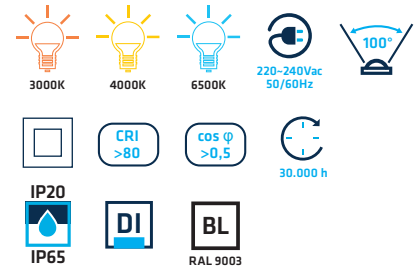 3000K
4000K
6500K
220~240Vac
50/60Hz
100°
CRI
>80
cos φ
>0,5
30.000 h
IP20
IP65
DI
BL
RAL 9003